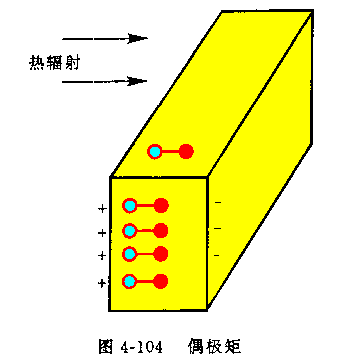 热辐射
+ -
+ -
+ -
+
图 4-104 偶极矩